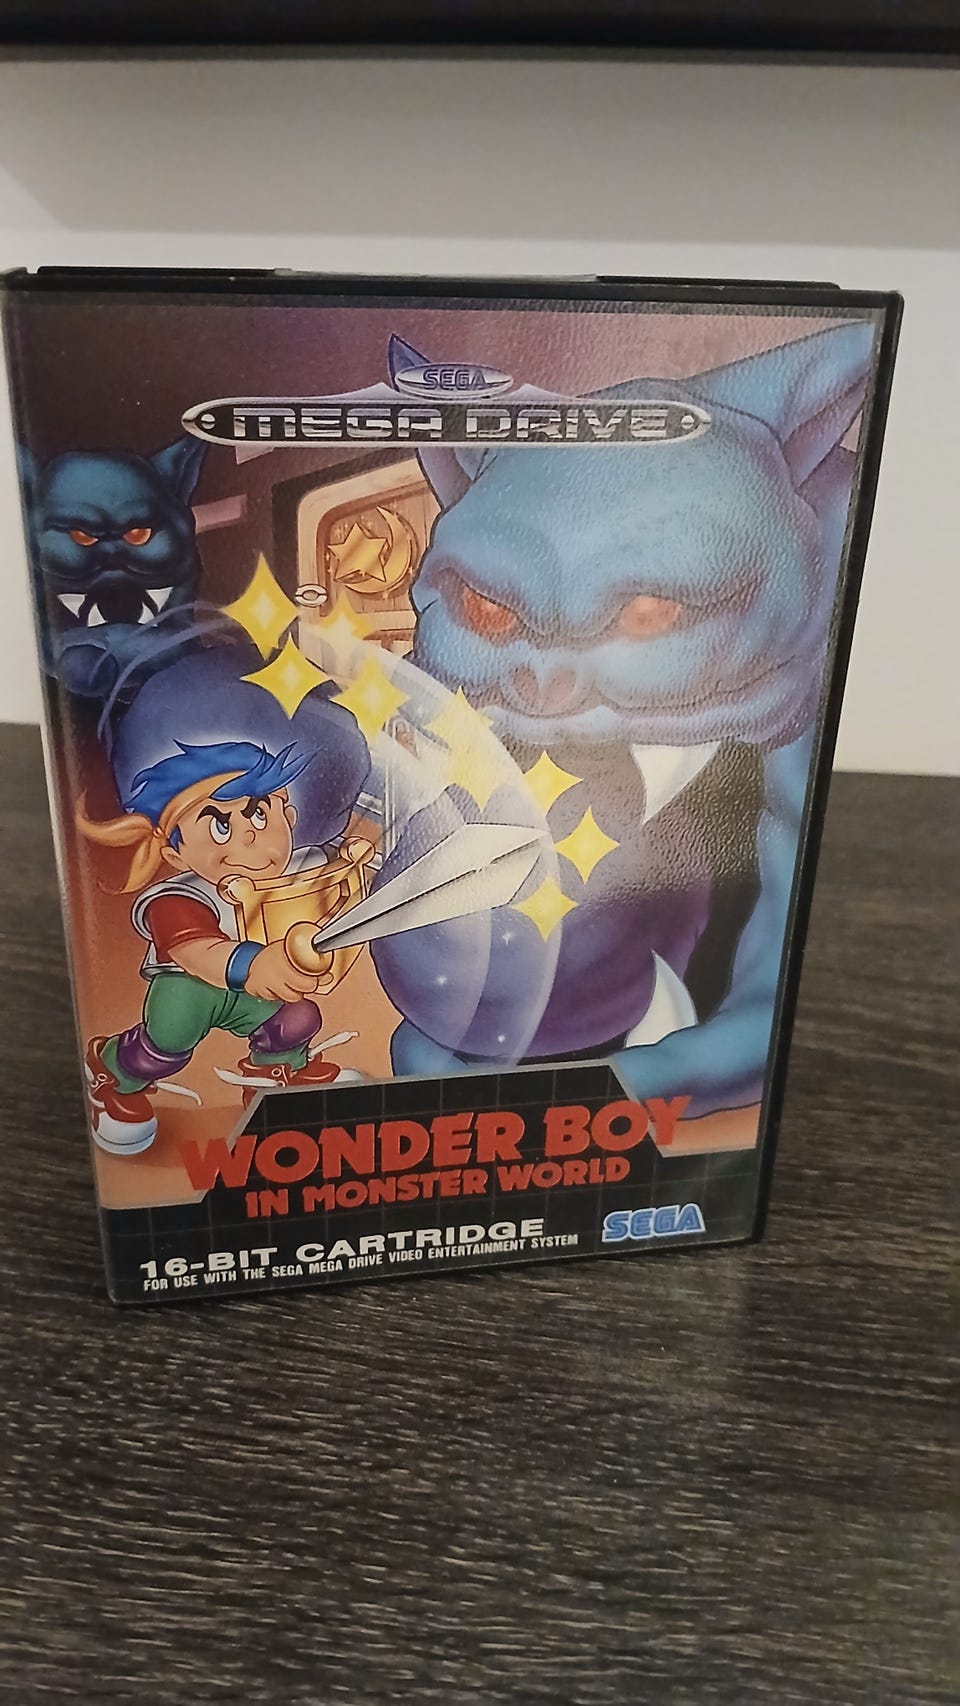 SEGA
MEGA DRIVE
WONDER BOY
IN MONSTER WORLD
16-BIT CARTRIDGE
FOR USE WITH THE SEGA MEGA DRIVE VIDEO ENTERTAINMENT SYSTEM
SEGA